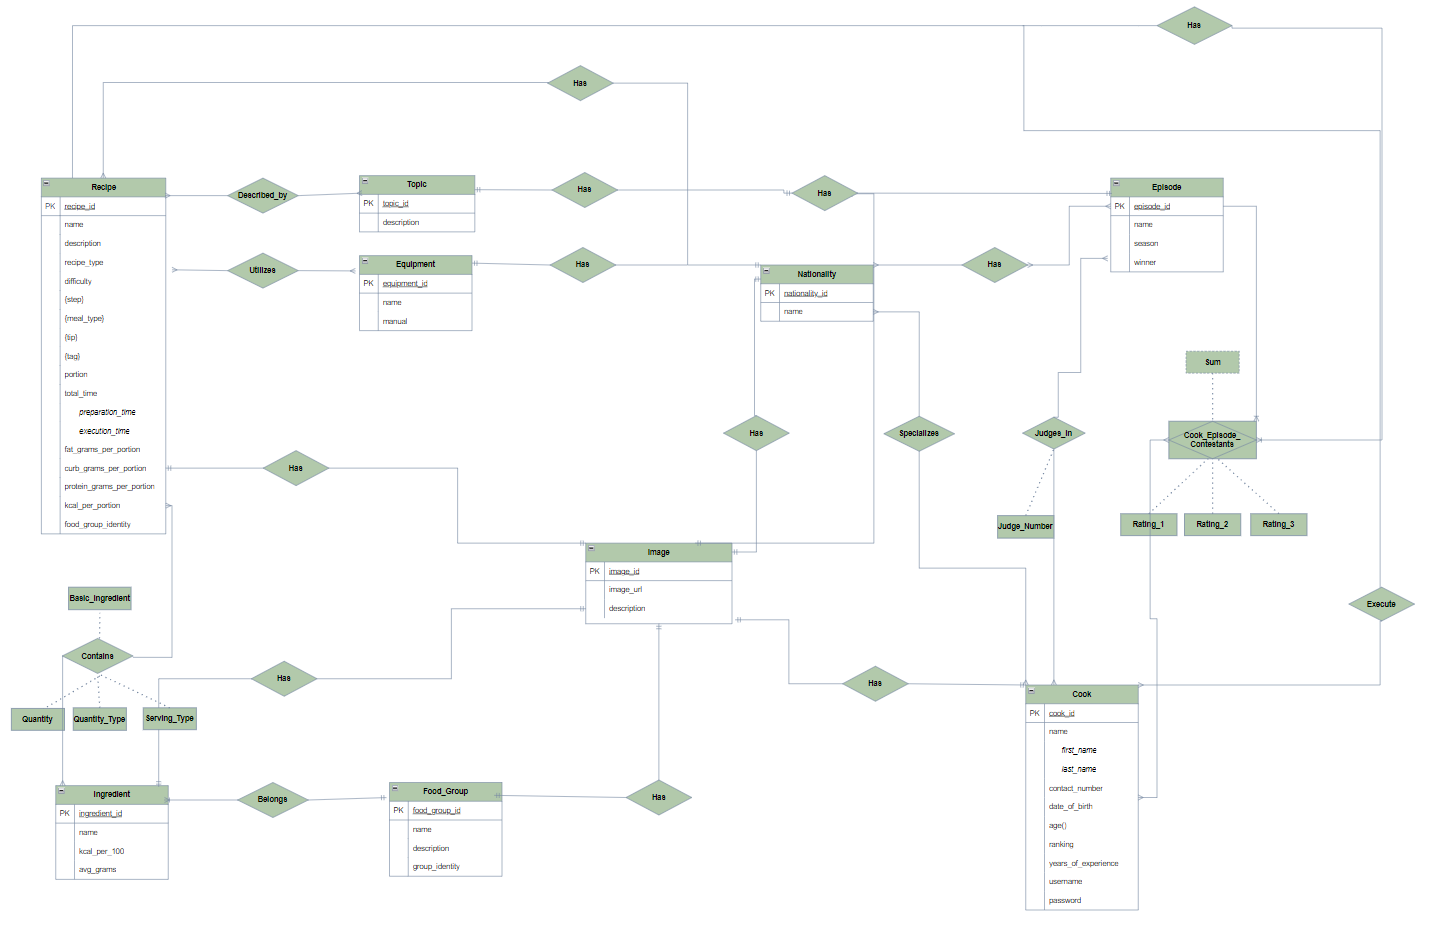 Has
Has
Recipe
PK recipe_id
name
description
recipe_type
difficulty
{step}
{meal_type}
{tip}
{tag}
portion
total_time
preparation_time
execution_time
fat_grams_per_portion
curb_grams_per_portion
protein_grams_per_portion
kcal_per_portion
food_group_identity
Described_by
Topic
PK topic_id
description
Has
Has
Episode
PK episode_id
name
season
winner
Utilizes
Equipment
PK equipment_id
name
manual
Has
Nationality
PK nationality_id
name
Has
Sum
Has
Specializes
Judges_in
Cook_Episode_
Contestants
Has
Judge_Number
Rating_1
Rating_2
Rating_3
Image
PK image_id
image_url
description
Basic_Ingredient
Execute
Contains
Has
Has
Quantity
Quantity_Type
Serving_Type
Cook
PK cook_id
name
first_name
last_name
contact_number
date_of_birth
age()
ranking
years_of_experience
username
password
Ingredient
PK ingredient_id
name
kcal_per_100
avg_grams
Belongs
Food_Group
PK food_group_id
name
description
group_identity
Has